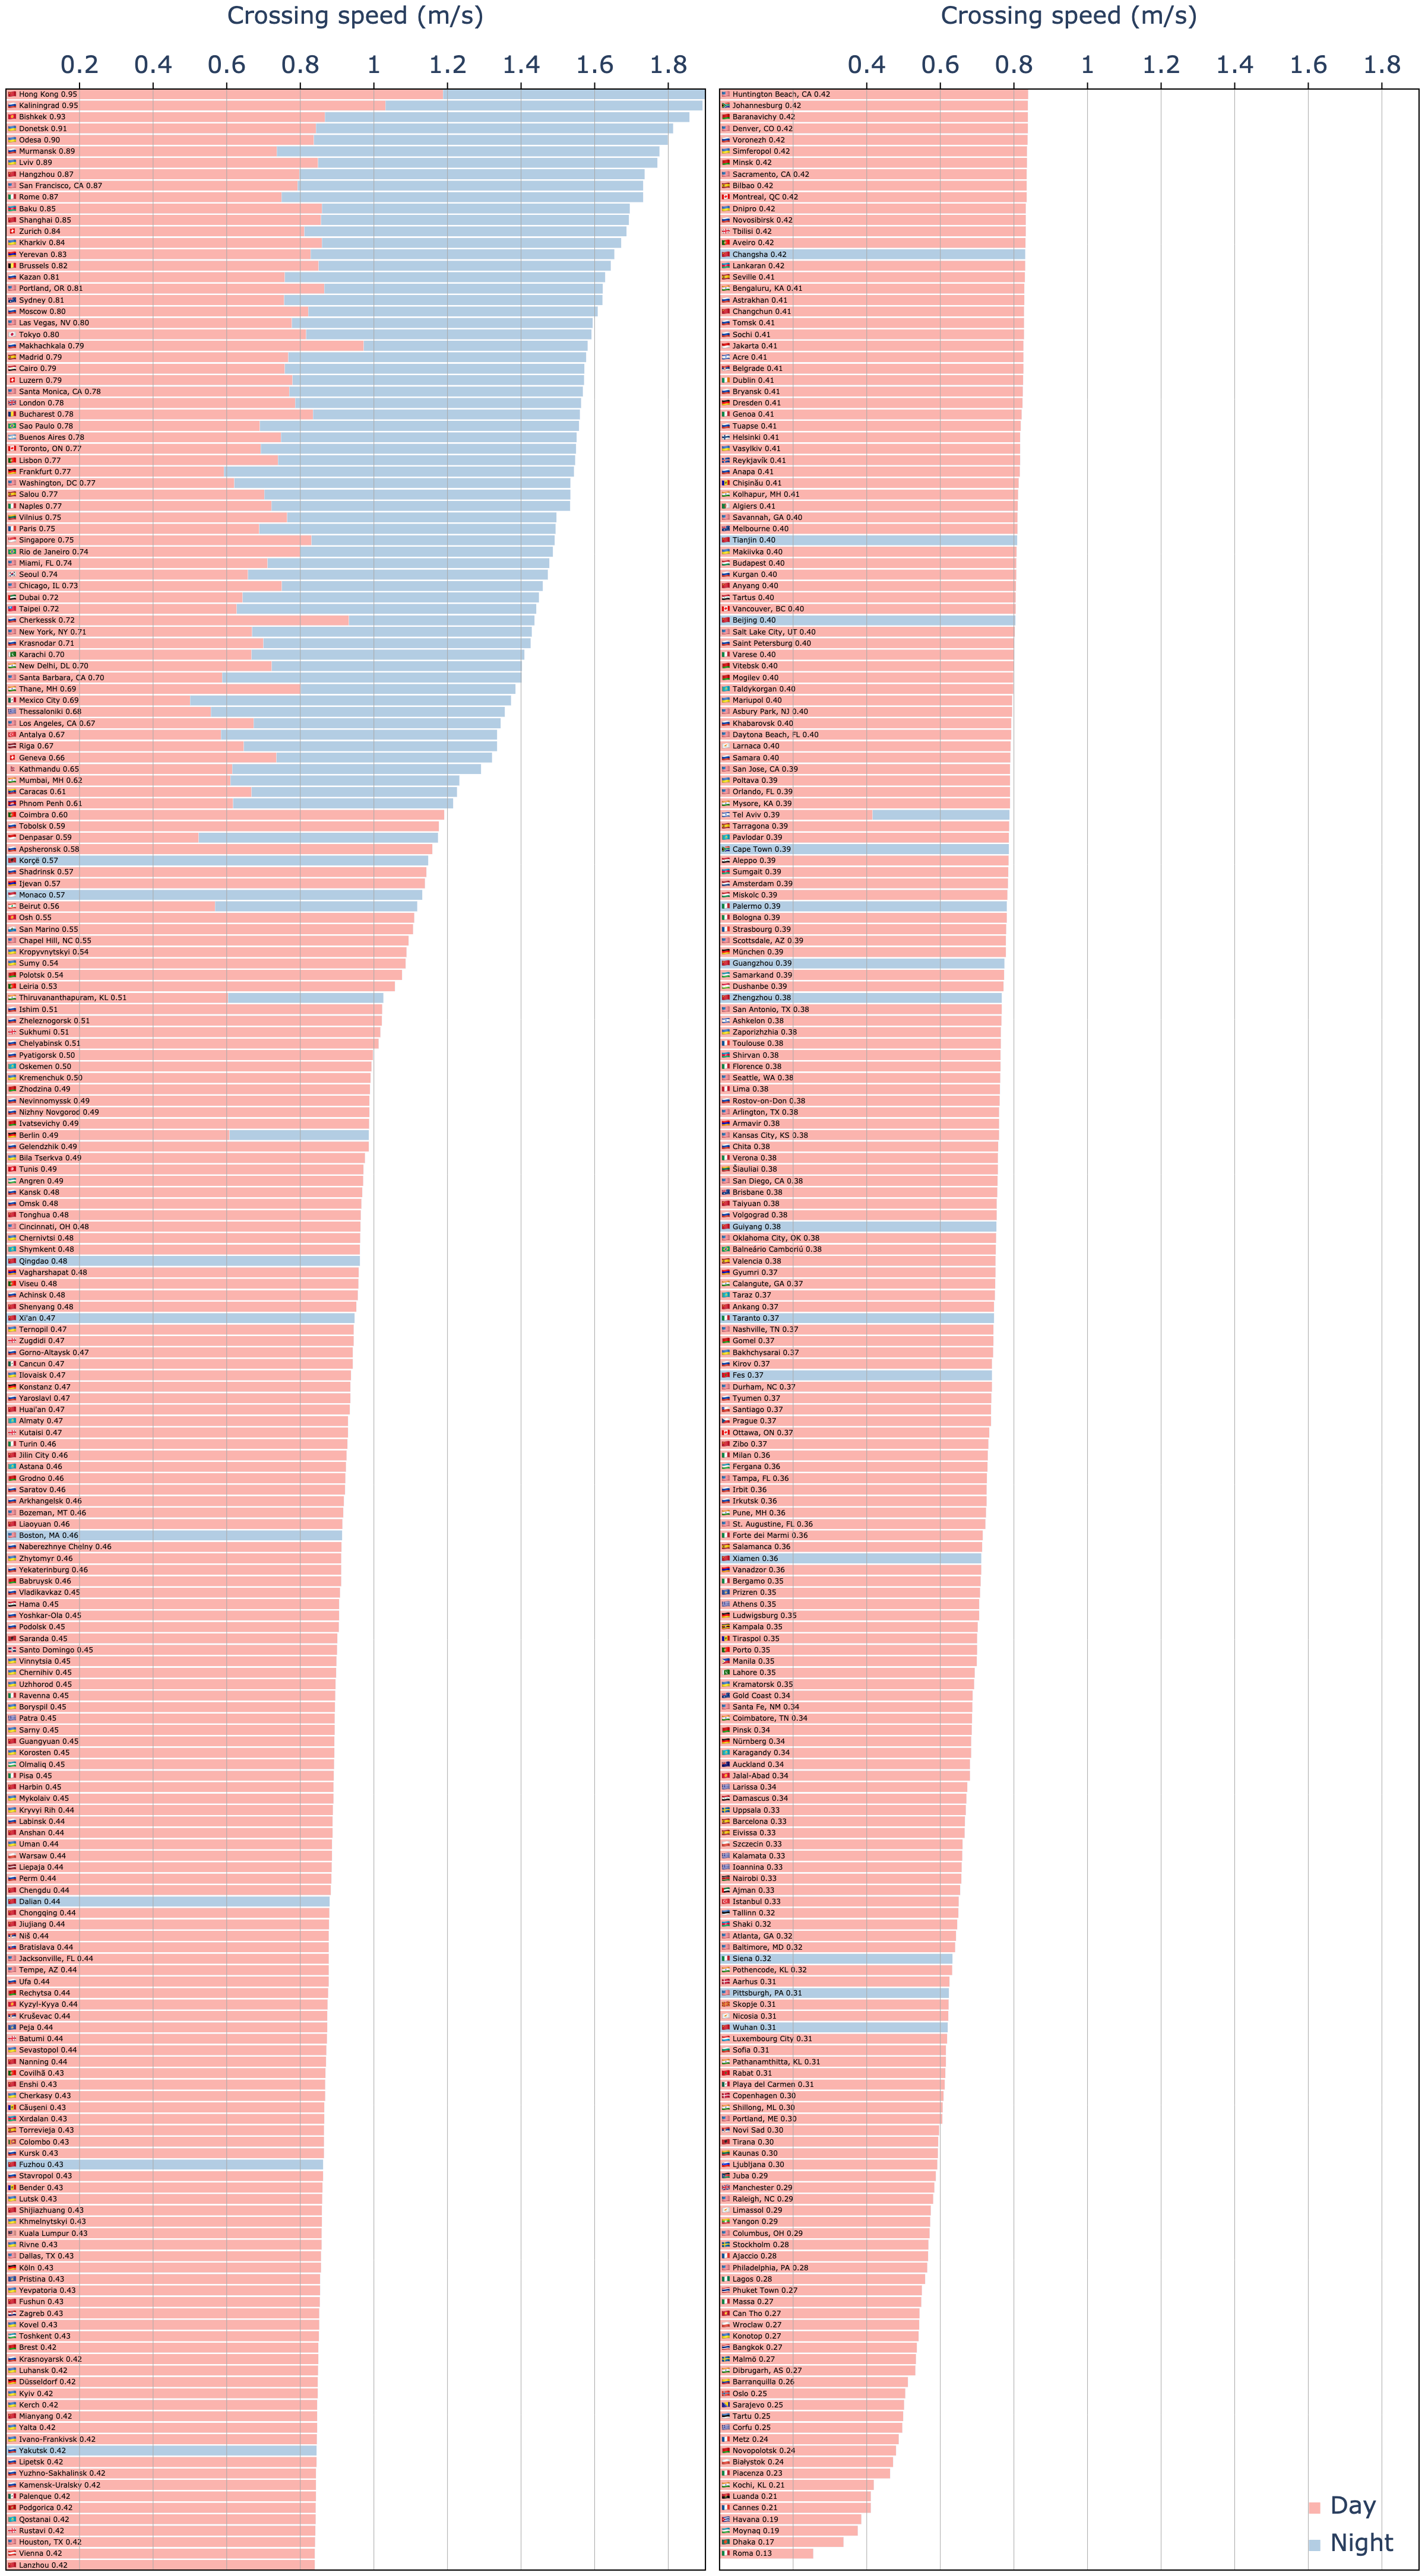 Crossing speed (m/s)
0.2 0.4 0.6 0.8 1 1.2 1.4 1.6 1.8
Hong Kong 0.95
Kaliningrad 0.95
Bishkek 0.93
Donetsk 0.91
Odesa 0.90
Murmansk 0.89
Lviv 0.89
Hangzhou 0.87
San Francisco, CA 0.87
Rome 0.87
Baku 0.85
Shanghai 0.85
Zurich 0.84
Kharkiv 0.84
Yerevan 0.83
Brussels 0.82
Kazan 0.81
Portland, OR 0.81
Sydney 0.81
Moscow 0.80
Las Vegas, NV 0.80
Tokyo 0.80
Makhachkala 0.79
Madrid 0.79
Cairo 0.79
Luzern 0.79
Santa Monica, CA 0.78
London 0.78
Bucharest 0.78
Sao Paulo 0.78
Buenos Aires 0.78
Toronto, ON 0.77
Lisbon 0.77
Frankfurt 0.77
Washington, DC 0.77
Salou 0.77
Naples 0.77
Vilnius 0.75
Paris 0.75
Singapore 0.75
Rio de Janeiro 0.74
Miami, FL 0.74
Seoul 0.74
Chicago, IL 0.73
Dubai 0.72
Taipei 0.72
Cherkessk 0.72
New York, NY 0.71
Krasnodar 0.71
Karachi 0.70
New Delhi, DL 0.70
Santa Barbara, CA 0.70
Thane, MH 0.69
Mexico City 0.69
Thessaloniki 0.68
Los Angeles, CA 0.67
Antalya 0.67
Riga 0.67
Geneva 0.66
Kathmandu 0.65
Mumbai, MH 0.62
Caracas 0.61
Phnom Penh 0.61
Coimbra 0.60
Tobolsk 0.59
Denpasar 0.59
Apsheronsk 0.58
Korçë 0.57
Shadrinsk 0.57
Ijevan 0.57
Monaco 0.57
Beirut 0.56
Osh 0.55
San Marino 0.55
Chapel Hill, NC 0.55
Kropyvnytskyi 0.54
Sumy 0.54
Polotsk 0.54
Leiria 0.53
Thiruvananthapuram, KL 0.51
Ishim 0.51
Zheleznogorsk 0.51
Sukhumi 0.51
Chelyabinsk 0.51
Pyatigorsk 0.50
Oskemen 0.50
Kremenchuk 0.50
Zhodzina 0.49
Nevinnomyssk 0.49
Nizhny Novgorod 0.49
Ivatsevichy 0.49
Berlin 0.49
Gelendzhik 0.49
Bila Tserkva 0.49
Tunis 0.49
Angren 0.49
Kansk 0.48
Omsk 0.48
Tonghua 0.48
Cincinnati, OH 0.48
Chernivtsi 0.48
Shymkent 0.48
Qingdao 0.48
Vagharshapat 0.48
Viseu 0.48
Achinsk 0.48
Shenyang 0.48
Xi'an 0.47
Ternopil 0.47
Zugdidi 0.47
Gorno-Altaysk 0.47
Cancun 0.47
Ilovaisk 0.47
Konstanz 0.47
Yaroslavl 0.47
Huai'an 0.47
Almaty 0.47
Kutaisi 0.47
Turin 0.46
Jilin City 0.46
Astana 0.46
Grodno 0.46
Saratov 0.46
Arkhangelsk 0.46
Bozeman, MT 0.46
Liaoyuan 0.46
Boston, MA 0.46
Naberezhnye Chelny 0.46
Zhytomyr 0.46
Yekaterinburg 0.46
Babruysk 0.46
Vladikavkaz 0.45
Hama 0.45
Yoshkar-Ola 0.45
Podolsk 0.45
Saranda 0.45
Santo Domingo 0.45
Vinnytsia 0.45
Chernihiv 0.45
Uzhhorod 0.45
Ravenna 0.45
Boryspil 0.45
Patra 0.45
Sarny 0.45
Guangyuan 0.45
Korosten 0.45
Olmaliq 0.45
Pisa 0.45
Harbin 0.45
Mykolaiv 0.45
Kryvyi Rih 0.44
Labinsk 0.44
Anshan 0.44
Uman 0.44
Warsaw 0.44
Liepaja 0.44
Perm 0.44
Chengdu 0.44
Dalian 0.44
Chongqing 0.44
Jiujiang 0.44
Niš 0.44
Bratislava 0.44
Jacksonville, FL 0.44
Tempe, AZ 0.44
Ufa 0.44
Rechytsa 0.44
Kyzyl-Kyya 0.44
Kruševac 0.44
Peja 0.44
Batumi 0.44
Sevastopol 0.44
Nanning 0.44
Covilhã 0.43
Enshi 0.43
Cherkasy 0.43
Căușeni 0.43
Xırdalan 0.43
Torrevieja 0.43
Colombo 0.43
Kursk 0.43
Fuzhou 0.43
Stavropol 0.43
Bender 0.43
Lutsk 0.43
Shijiazhuang 0.43
Khmelnytskyi 0.43
Kuala Lumpur 0.43
Rivne 0.43
Dallas, TX 0.43
Köln 0.43
Pristina 0.43
Yevpatoria 0.43
Fushun 0.43
Zagreb 0.43
Kovel 0.43
Toshkent 0.43
Brest 0.42
Krasnoyarsk 0.42
Luhansk 0.42
Düsseldorf 0.42
Kyiv 0.42
Kerch 0.42
Mianyang 0.42
Yalta 0.42
Ivano-Frankivsk 0.42
Yakutsk 0.42
Lipetsk 0.42
Yuzhno-Sakhalinsk 0.42
Kamensk-Uralsky 0.42
Palenque 0.42
Podgorica 0.42
Qostanai 0.42
Rustavi 0.42
Houston, TX 0.42
Vienna 0.42
Lanzhou 0.42
Crossing speed (m/s)
0.4 0.6 0.8 1 1.2 1.4 1.6 1.8
Huntington Beach, CA 0.42
Johannesburg 0.42
Baranavichy 0.42
Denver, CO 0.42
Voronezh 0.42
Simferopol 0.42
Minsk 0.42
Sacramento, CA 0.42
Bilbao 0.42
Montreal, QC 0.42
Dnipro 0.42
Novosibirsk 0.42
Tbilisi 0.42
Aveiro 0.42
Changsha 0.42
Lankaran 0.42
Seville 0.41
Bengaluru, KA 0.41
Astrakhan 0.41
Changchun 0.41
Tomsk 0.41
Sochi 0.41
Jakarta 0.41
Acre 0.41
Belgrade 0.41
Dublin 0.41
Bryansk 0.41
Dresden 0.41
Genoa 0.41
Tuapse 0.41
Helsinki 0.41
Vasylkiv 0.41
Reykjavík 0.41
Anapa 0.41
Chișinău 0.41
Kolhapur, MH 0.41
Algiers 0.41
Savannah, GA 0.40
Melbourne 0.40
Tianjin 0.40
Makiivka 0.40
Budapest 0.40
Kurgan 0.40
Anyang 0.40
Tartus 0.40
Vancouver, BC 0.40
Beijing 0.40
Salt Lake City, UT 0.40
Saint Petersburg 0.40
Varese 0.40
Vitebsk 0.40
Mogilev 0.40
Taldykorgan 0.40
Mariupol 0.40
Asbury Park, NJ 0.40
Khabarovsk 0.40
Daytona Beach, FL 0.40
Larnaca 0.40
Samara 0.40
San Jose, CA 0.39
Poltava 0.39
Orlando, FL 0.39
Mysore, KA 0.39
Tel Aviv 0.39
Tarragona 0.39
Pavlodar 0.39
Cape Town 0.39
Aleppo 0.39
Sumgait 0.39
Amsterdam 0.39
Miskolc 0.39
Palermo 0.39
Bologna 0.39
Strasbourg 0.39
Scottsdale, AZ 0.39
München 0.39
Guangzhou 0.39
Samarkand 0.39
Dushanbe 0.39
Zhengzhou 0.38
San Antonio, TX 0.38
Ashkelon 0.38
Zaporizhzhia 0.38
Toulouse 0.38
Shirvan 0.38
Florence 0.38
Seattle, WA 0.38
Lima 0.38
Rostov-on-Don 0.38
Arlington, TX 0.38
Armavir 0.38
Kansas City, KS 0.38
Chita 0.38
Verona 0.38
Šiauliai 0.38
San Diego, CA 0.38
Brisbane 0.38
Taiyuan 0.38
Volgograd 0.38
Guiyang 0.38
Oklahoma City, OK 0.38
Balneário Camboriú 0.38
Valencia 0.38
Gyumri 0.37
Calangute, GA 0.37
Taraz 0.37
Ankang 0.37
Taranto 0.37
Nashville, TN 0.37
Gomel 0.37
Bakhchysarai 0.37
Kirov 0.37
Fes 0.37
Durham, NC 0.37
Tyumen 0.37
Santiago 0.37
Prague 0.37
Ottawa, ON 0.37
Zibo 0.37
Milan 0.36
Fergana 0.36
Tampa, FL 0.36
Irbit 0.36
Irkutsk 0.36
Pune, MH 0.36
St. Augustine, FL 0.36
Forte dei Marmi 0.36
Salamanca 0.36
Xiamen 0.36
Vanadzor 0.36
Bergamo 0.35
Prizren 0.35
Athens 0.35
Ludwigsburg 0.35
Kampala 0.35
Tiraspol 0.35
Porto 0.35
Manila 0.35
Lahore 0.35
Kramatorsk 0.35
Gold Coast 0.34
Santa Fe, NM 0.34
Coimbatore, TN 0.34
Pinsk 0.34
Nürnberg 0.34
Karagandy 0.34
Auckland 0.34
Jalal-Abad 0.34
Larissa 0.34
Damascus 0.34
Uppsala 0.33
Barcelona 0.33
Eivissa 0.33
Szczecin 0.33
Kalamata 0.33
Ioannina 0.33
Nairobi 0.33
Ajman 0.33
Istanbul 0.33
Tallinn 0.32
Shaki 0.32
Atlanta, GA 0.32
Baltimore, MD 0.32
Siena 0.32
Pothencode, KL 0.32
Aarhus 0.31
Pittsburgh, PA 0.31
Skopje 0.31
Nicosia 0.31
Wuhan 0.31
Luxembourg City 0.31
Sofia 0.31
Pathanamthitta, KL 0.31
Rabat 0.31
Playa del Carmen 0.31
Copenhagen 0.30
Shillong, ML 0.30
Portland, ME 0.30
Novi Sad 0.30
Tirana 0.30
Kaunas 0.30
Ljubljana 0.30
Juba 0.29
Manchester 0.29
Raleigh, NC 0.29
Limassol 0.29
Yangon 0.29
Columbus, OH 0.29
Stockholm 0.28
Ajaccio 0.28
Philadelphia, PA 0.28
Lagos 0.28
Phuket Town 0.27
Massa 0.27
Can Tho 0.27
Wroclaw 0.27
Konotop 0.27
Bangkok 0.27
Malmö 0.27
Dibrugarh, AS 0.27
Barranquilla 0.26
Oslo 0.25
Sarajevo 0.25
Tartu 0.25
Corfu 0.25
Metz 0.24
Novopolotsk 0.24
Białystok 0.24
Piacenza 0.23
Kochi, KL 0.21
Luanda 0.21
Cannes 0.21
Havana 0.19
Moynaq 0.19
Dhaka 0.17
Roma 0.13
Day
Night